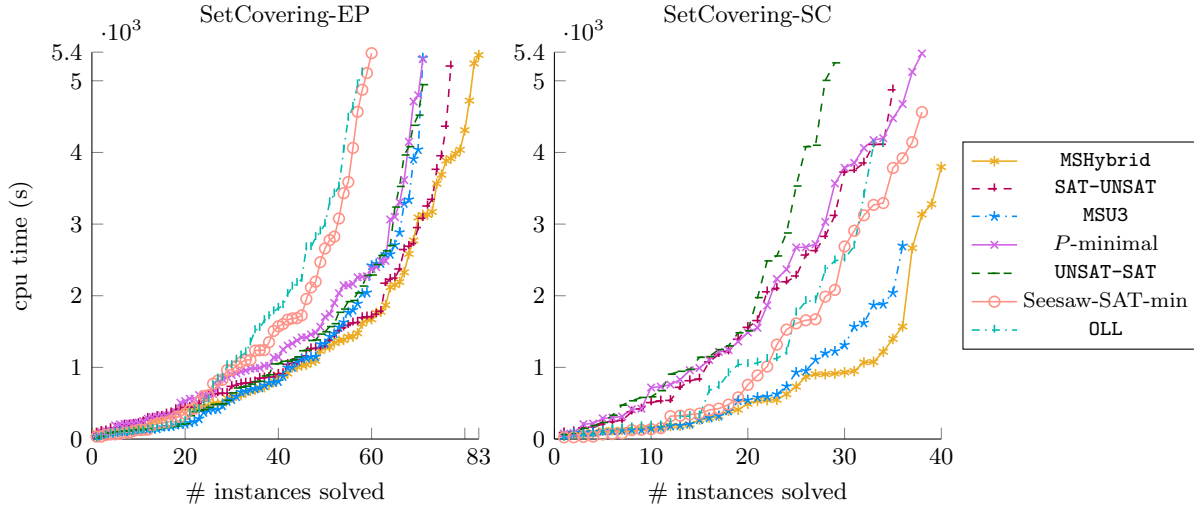 SetCovering-EP
·10³
5.4
5
4
3
2
1
0
0
20
40
60
80
83
cpu time (s)
# instances solved
SetCovering-SC
·10³
5.4
5
4
3
2
1
0
0
10
20
30
40
# instances solved
MSHybrid
SAT-UNSAT
MSU3
P-minimal
UNSAT-SAT
Seesaw-SAT-min
OLL